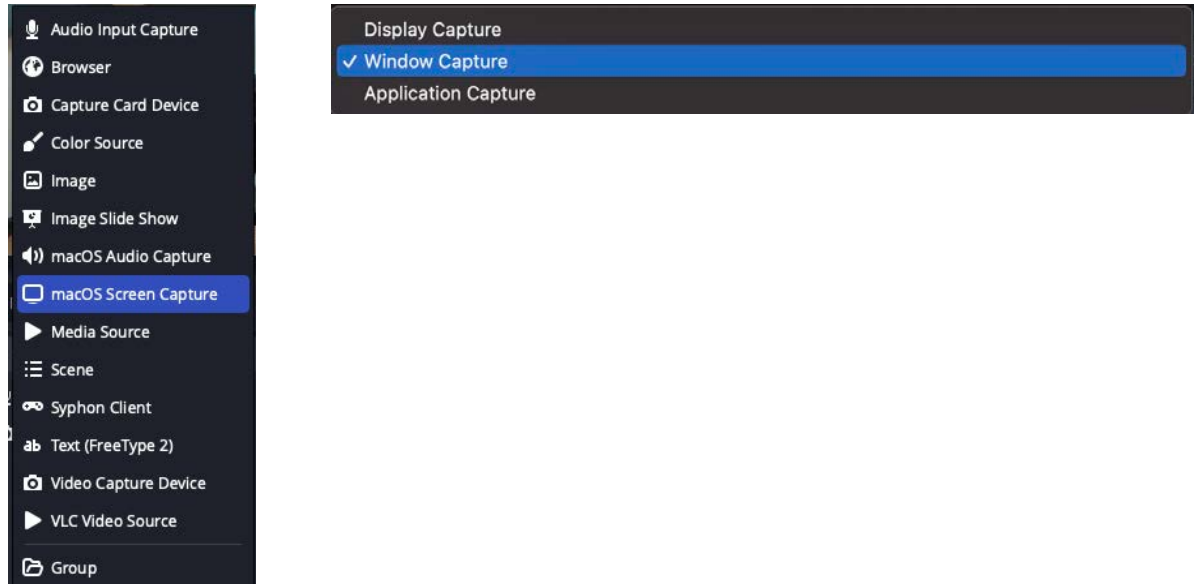 Audio Input Capture
Browser
Capture Card Device
Color Source
Image
Image Slide Show
macOS Audio Capture
macOS Screen Capture
Media Source
Scene
Syphon Client
ab Text (FreeType 2)
Video Capture Device
VLC Video Source
Group
Display Capture
✓ Window Capture
Application Capture